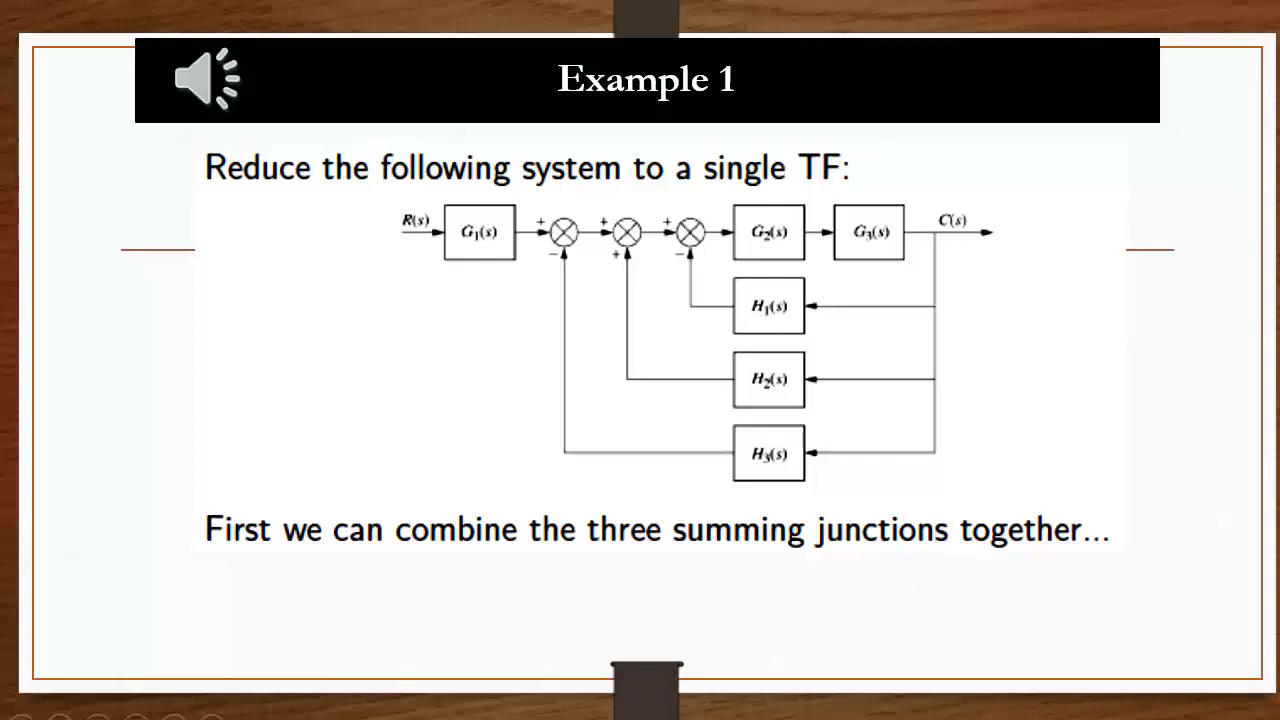 Example 1
Reduce the following system to a single TF:
R(s)
G₁(s)
+
−
+
+
+
−
G₂(s)
G₃(s)
C(s)
H₁(s)
H₂(s)
H₃(s)
First we can combine the three summing junctions together...